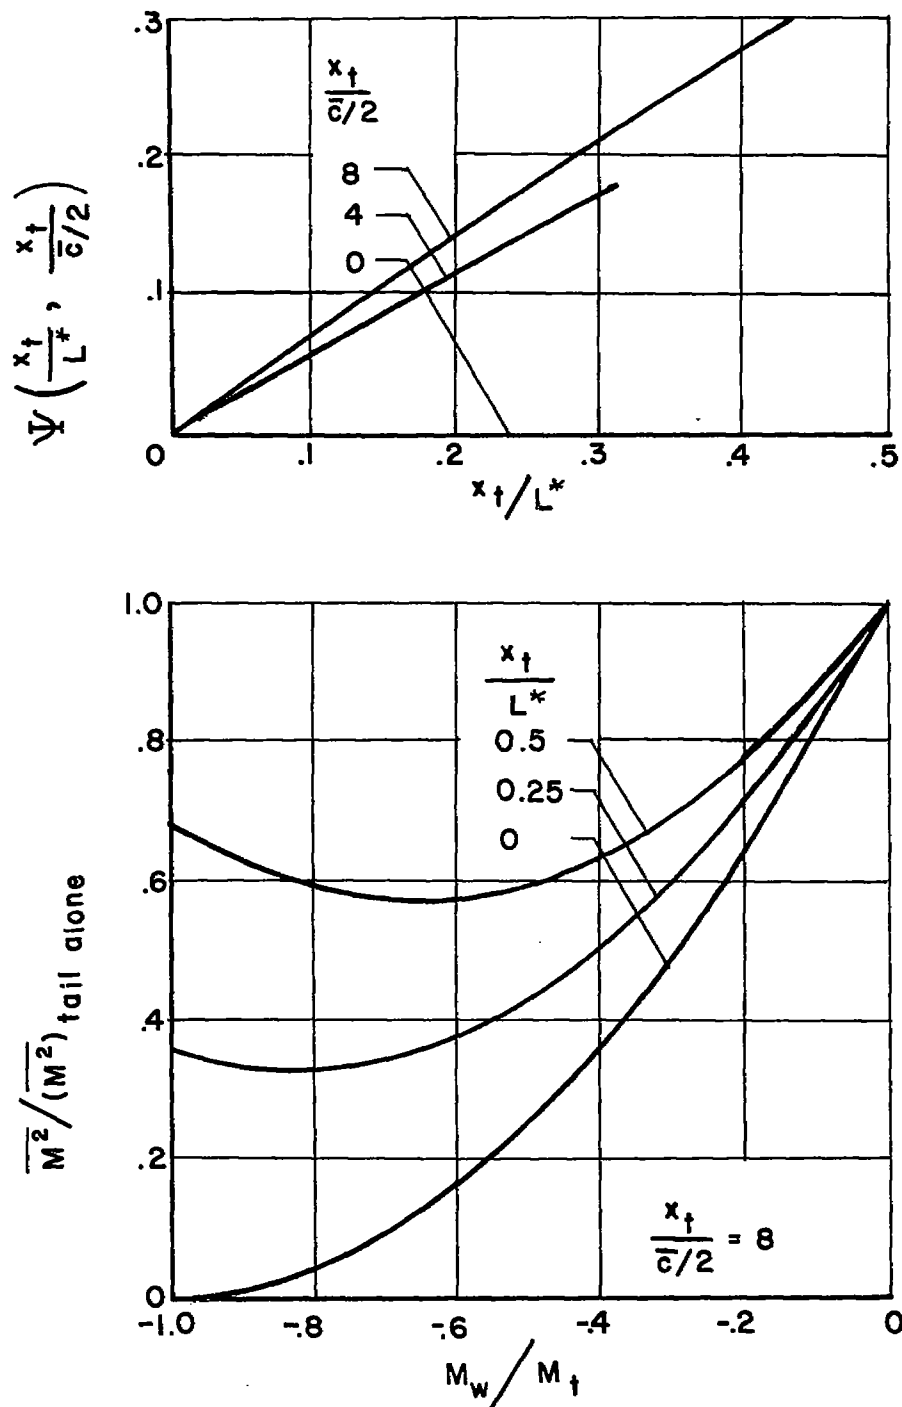 .3
.2
.1
0
Ψ(x_t/L*, x_t/c̄/2)
x_t/c̄/2
8
4
0
.1 .2 .3 .4 .5
x_t/L*
1.0
.8
.6
.4
.2
0
M̅²/(M̅²) tail alone
x_t/L*
0.5
0.25
0
x_t/c̄/2 = 8
-1.0 -.8 -.6 -.4 -.2 0
M_w/M_t